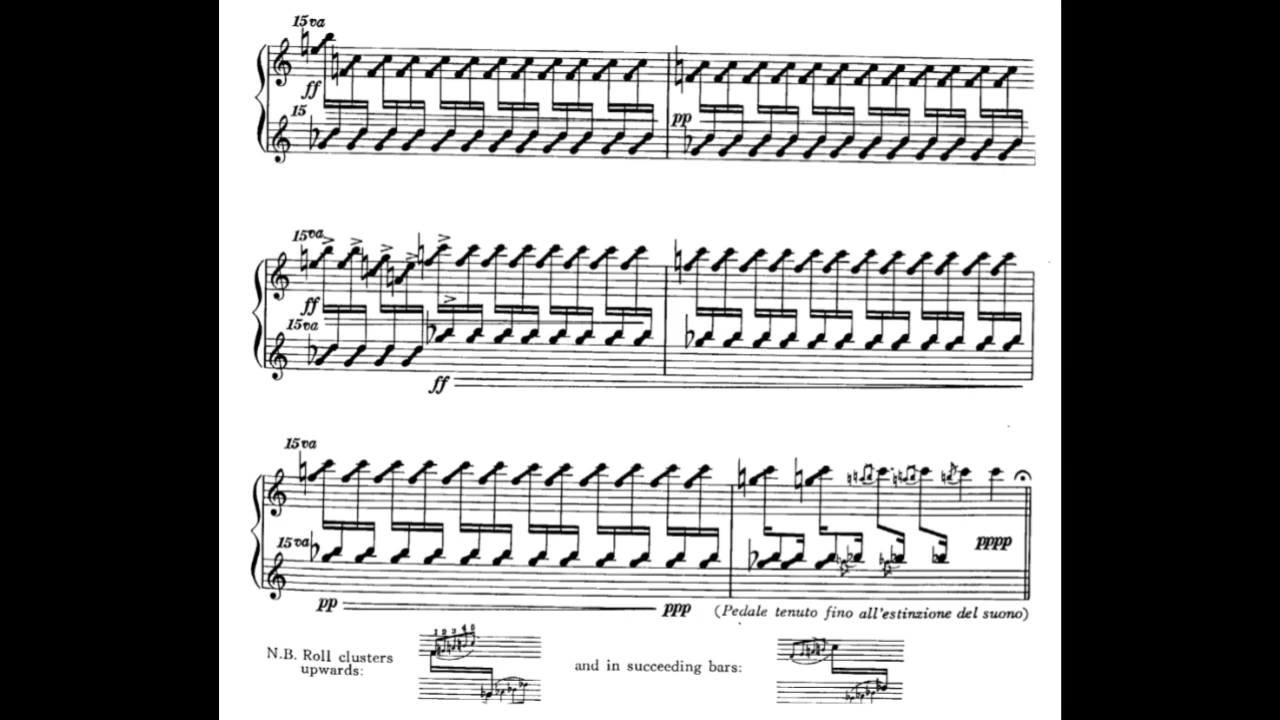 15va
ff
15
pp
15va
ff
15va
ff
15va
15va
pppp
pp ppp (Pedale tenuto fino all'estinzione del suono)
N.B. Roll clusters
upwards:
and in succeeding bars: